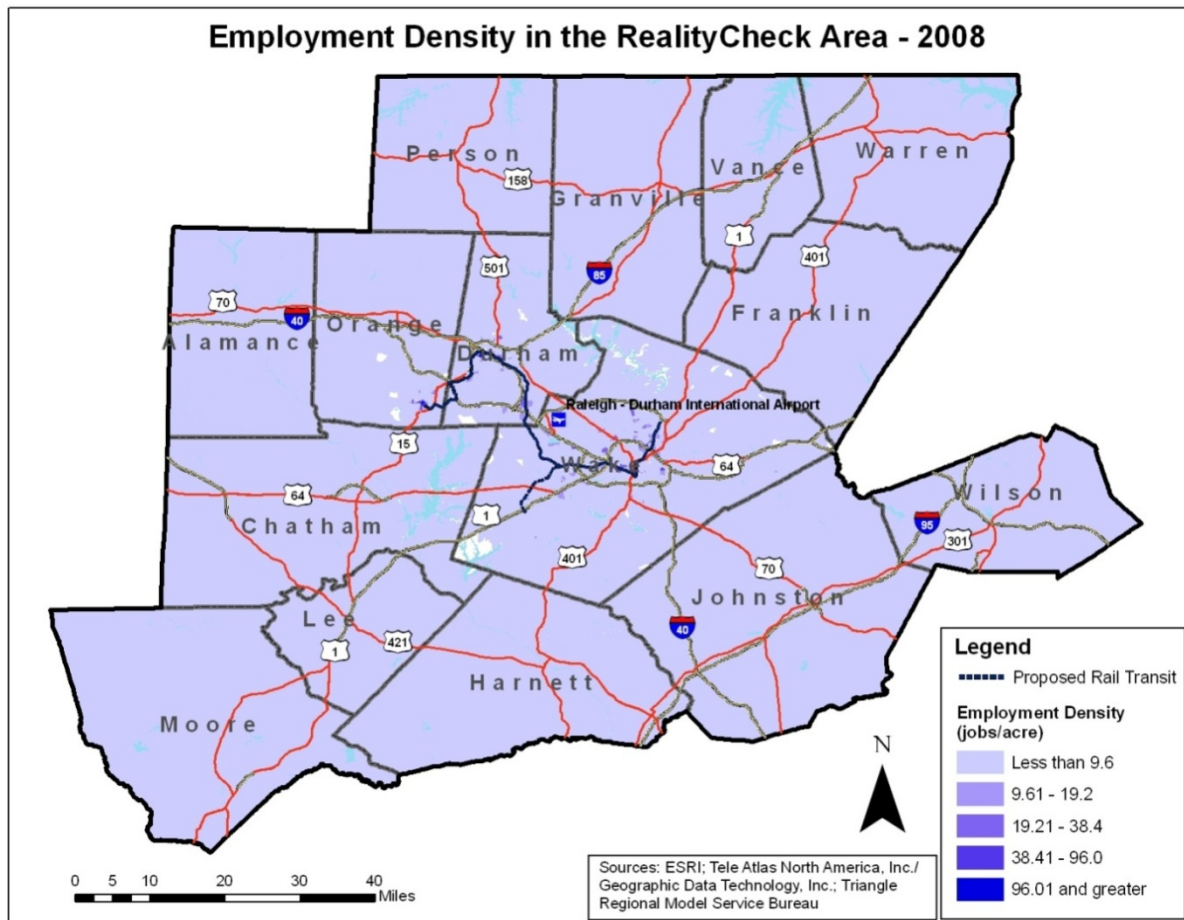 Employment Density in the RealityCheck Area - 2008
Person
Vance
Warren
158
Granville
1
401
501
85
70
40
Orange
Franklin
Alamance
Durham
Raleigh - Durham International Airport
15
Wake
64
64
Wilson
Chatham
1
95
301
401
70
Johnston
Lee
40
421
1
Harnett
Moore
N
0 5 10 20 30 40
Miles
Sources: ESRI; Tele Atlas North America, Inc./
Geographic Data Technology, Inc.; Triangle
Regional Model Service Bureau
Legend
Proposed Rail Transit
Employment Density
(jobs/acre)
Less than 9.6
9.61 - 19.2
19.21 - 38.4
38.41 - 96.0
96.01 and greater